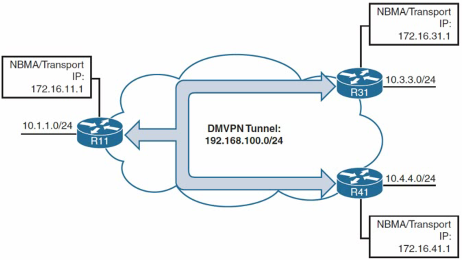 NBMA/Transport
IP:
172.16.31.1
NBMA/Transport
IP:
172.16.11.1
R31
10.3.3.0/24
10.1.1.0/24
R11
DMVPN Tunnel:
192.168.100.0/24
R41
10.4.4.0/24
NBMA/Transport
IP:
172.16.41.1